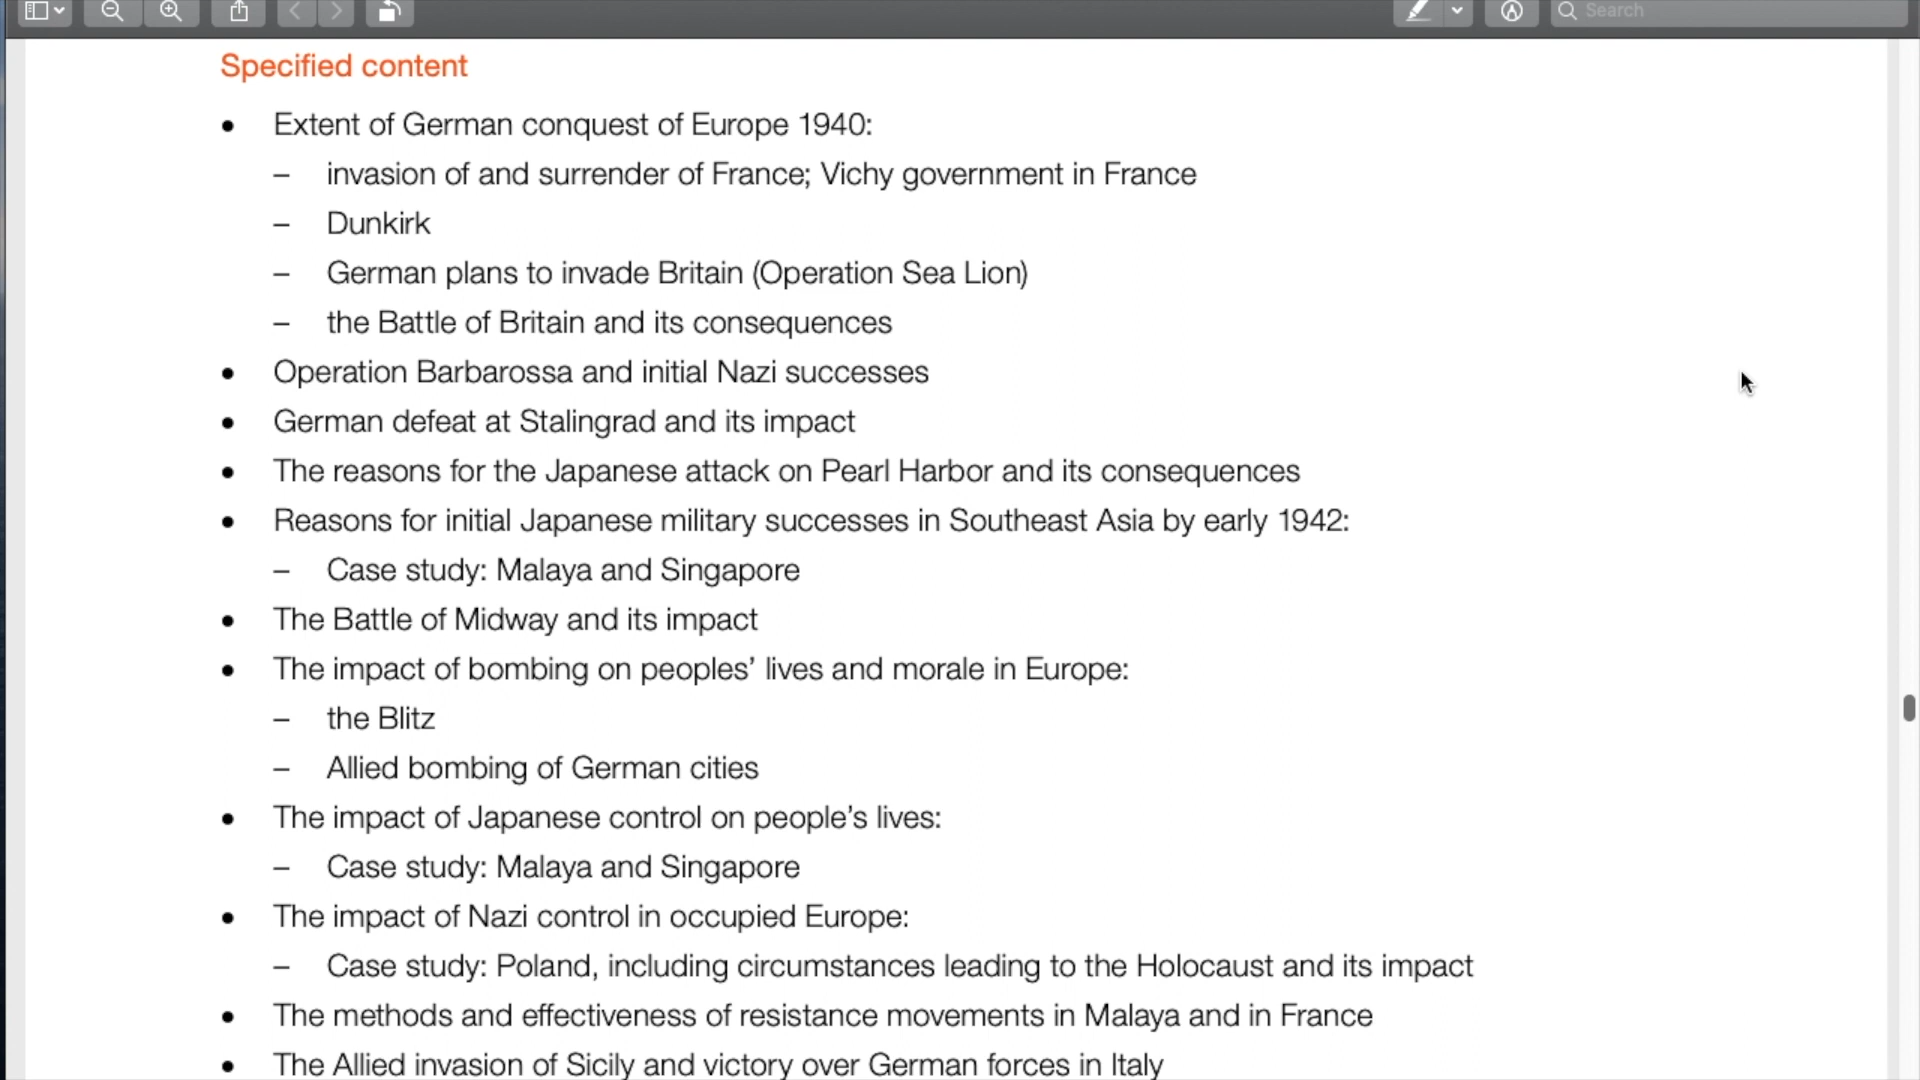 Search
Specified content
• Extent of German conquest of Europe 1940:
– invasion of and surrender of France; Vichy government in France
– Dunkirk
– German plans to invade Britain (Operation Sea Lion)
– the Battle of Britain and its consequences
• Operation Barbarossa and initial Nazi successes
• German defeat at Stalingrad and its impact
• The reasons for the Japanese attack on Pearl Harbor and its consequences
• Reasons for initial Japanese military successes in Southeast Asia by early 1942:
– Case study: Malaya and Singapore
• The Battle of Midway and its impact
• The impact of bombing on peoples’ lives and morale in Europe:
– the Blitz
– Allied bombing of German cities
• The impact of Japanese control on people’s lives:
– Case study: Malaya and Singapore
• The impact of Nazi control in occupied Europe:
– Case study: Poland, including circumstances leading to the Holocaust and its impact
• The methods and effectiveness of resistance movements in Malaya and in France
• The Allied invasion of Sicily and victory over German forces in Italy